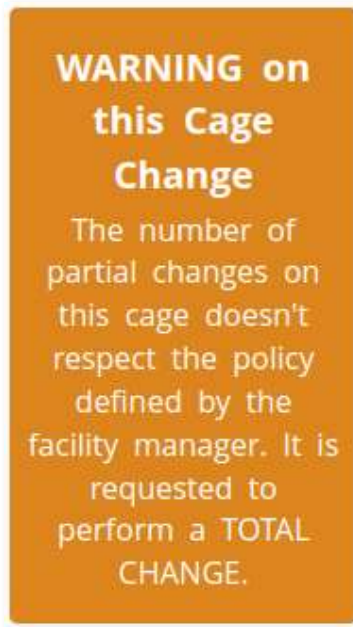 WARNING on
this Cage
Change
The number of
partial changes on
this cage doesn't
respect the policy
defined by the
facility manager. It is
requested to
perform a TOTAL
CHANGE.